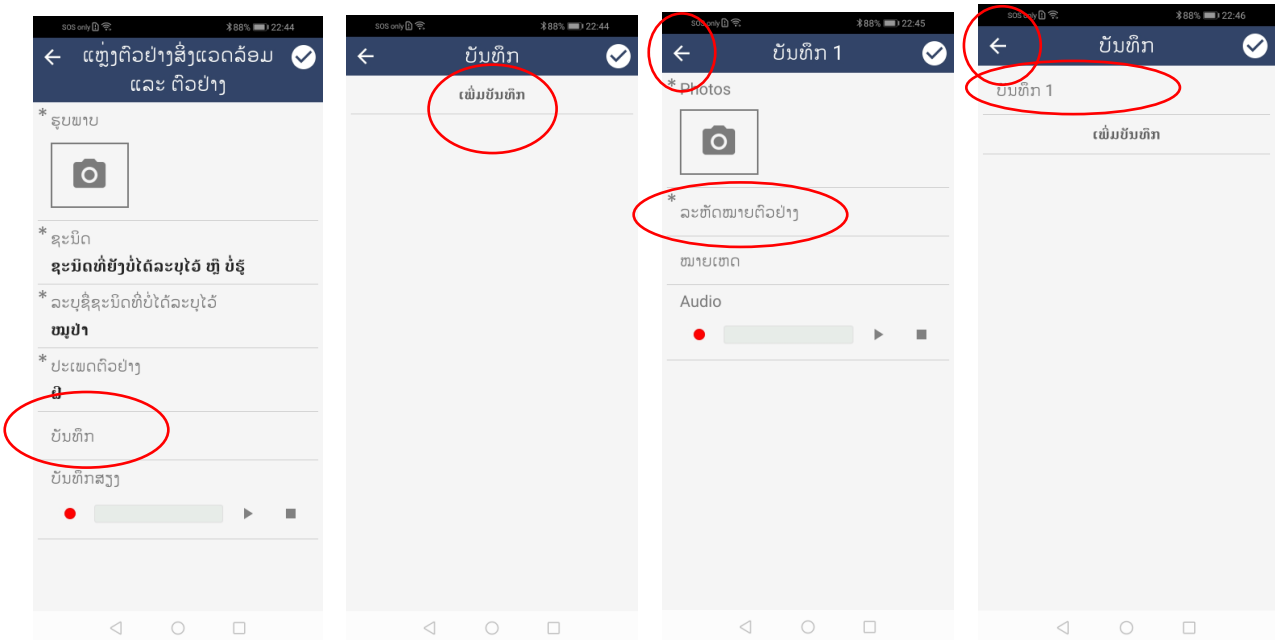 SOS only 88% 22:44
ແຫຼ່ງຕົວຢ່າງສິ່ງແວດລ້ອມ
ແລະ ຕົວຢ່າງ
* ຮູບພາບ
* ຊະນິດ
ຊະນິດທີ່ຍັງບໍ່ໄດ້ລະບຸໄວ້ ຫຼື ບໍ່ຮູ້
* ລະບຸຊື່ຊະນິດທີ່ບໍ່ໄດ້ລະບຸໄວ້
ໝູປ່າ
* ປະເພດຕົວຢ່າງ
ຝີ
ບັນທຶກ
ບັນທຶກສຽງ
SOS only 88% 22:44
ບັນທຶກ
ເພີ່ມບັນທຶກ
SOS only 88% 22:45
ບັນທຶກ 1
* Photos
* ລະຫັດໝາຍຕົວຢ່າງ
ໝາຍເຫດ
Audio
SOS only 88% 22:46
ບັນທຶກ
ບັນທຶກ 1
ເພີ່ມບັນທຶກ